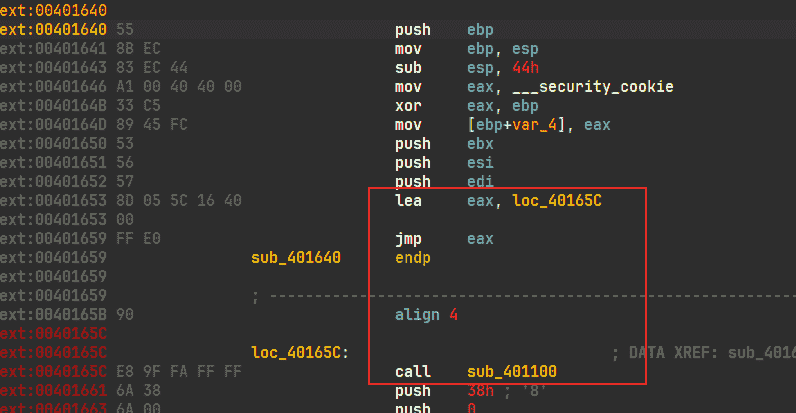 ext:00401640
ext:00401640 55 push ebp
ext:00401641 8B EC mov ebp, esp
ext:00401643 83 EC 44 sub esp, 44h
ext:00401646 A1 00 40 40 00 mov eax, ___security_cookie
ext:0040164B 33 C5 xor eax, ebp
ext:0040164D 89 45 FC mov [ebp+var_4], eax
ext:00401650 53 push ebx
ext:00401651 56 push esi
ext:00401652 57 push edi
ext:00401653 8D 05 5C 16 40 lea eax, loc_40165C
ext:00401653 00
ext:00401659 FF E0 jmp eax
ext:00401659 sub_401640 endp
ext:00401659
ext:00401659 ; ---------------------------------------------------------------------------
ext:0040165B 90 align 4
ext:0040165C
ext:0040165C loc_40165C: ; DATA XREF: sub_4016
ext:0040165C E8 9F FA FF FF call sub_401100
ext:00401661 6A 38 push 38h ; '8'
ext:00401663 6A 00 push 0